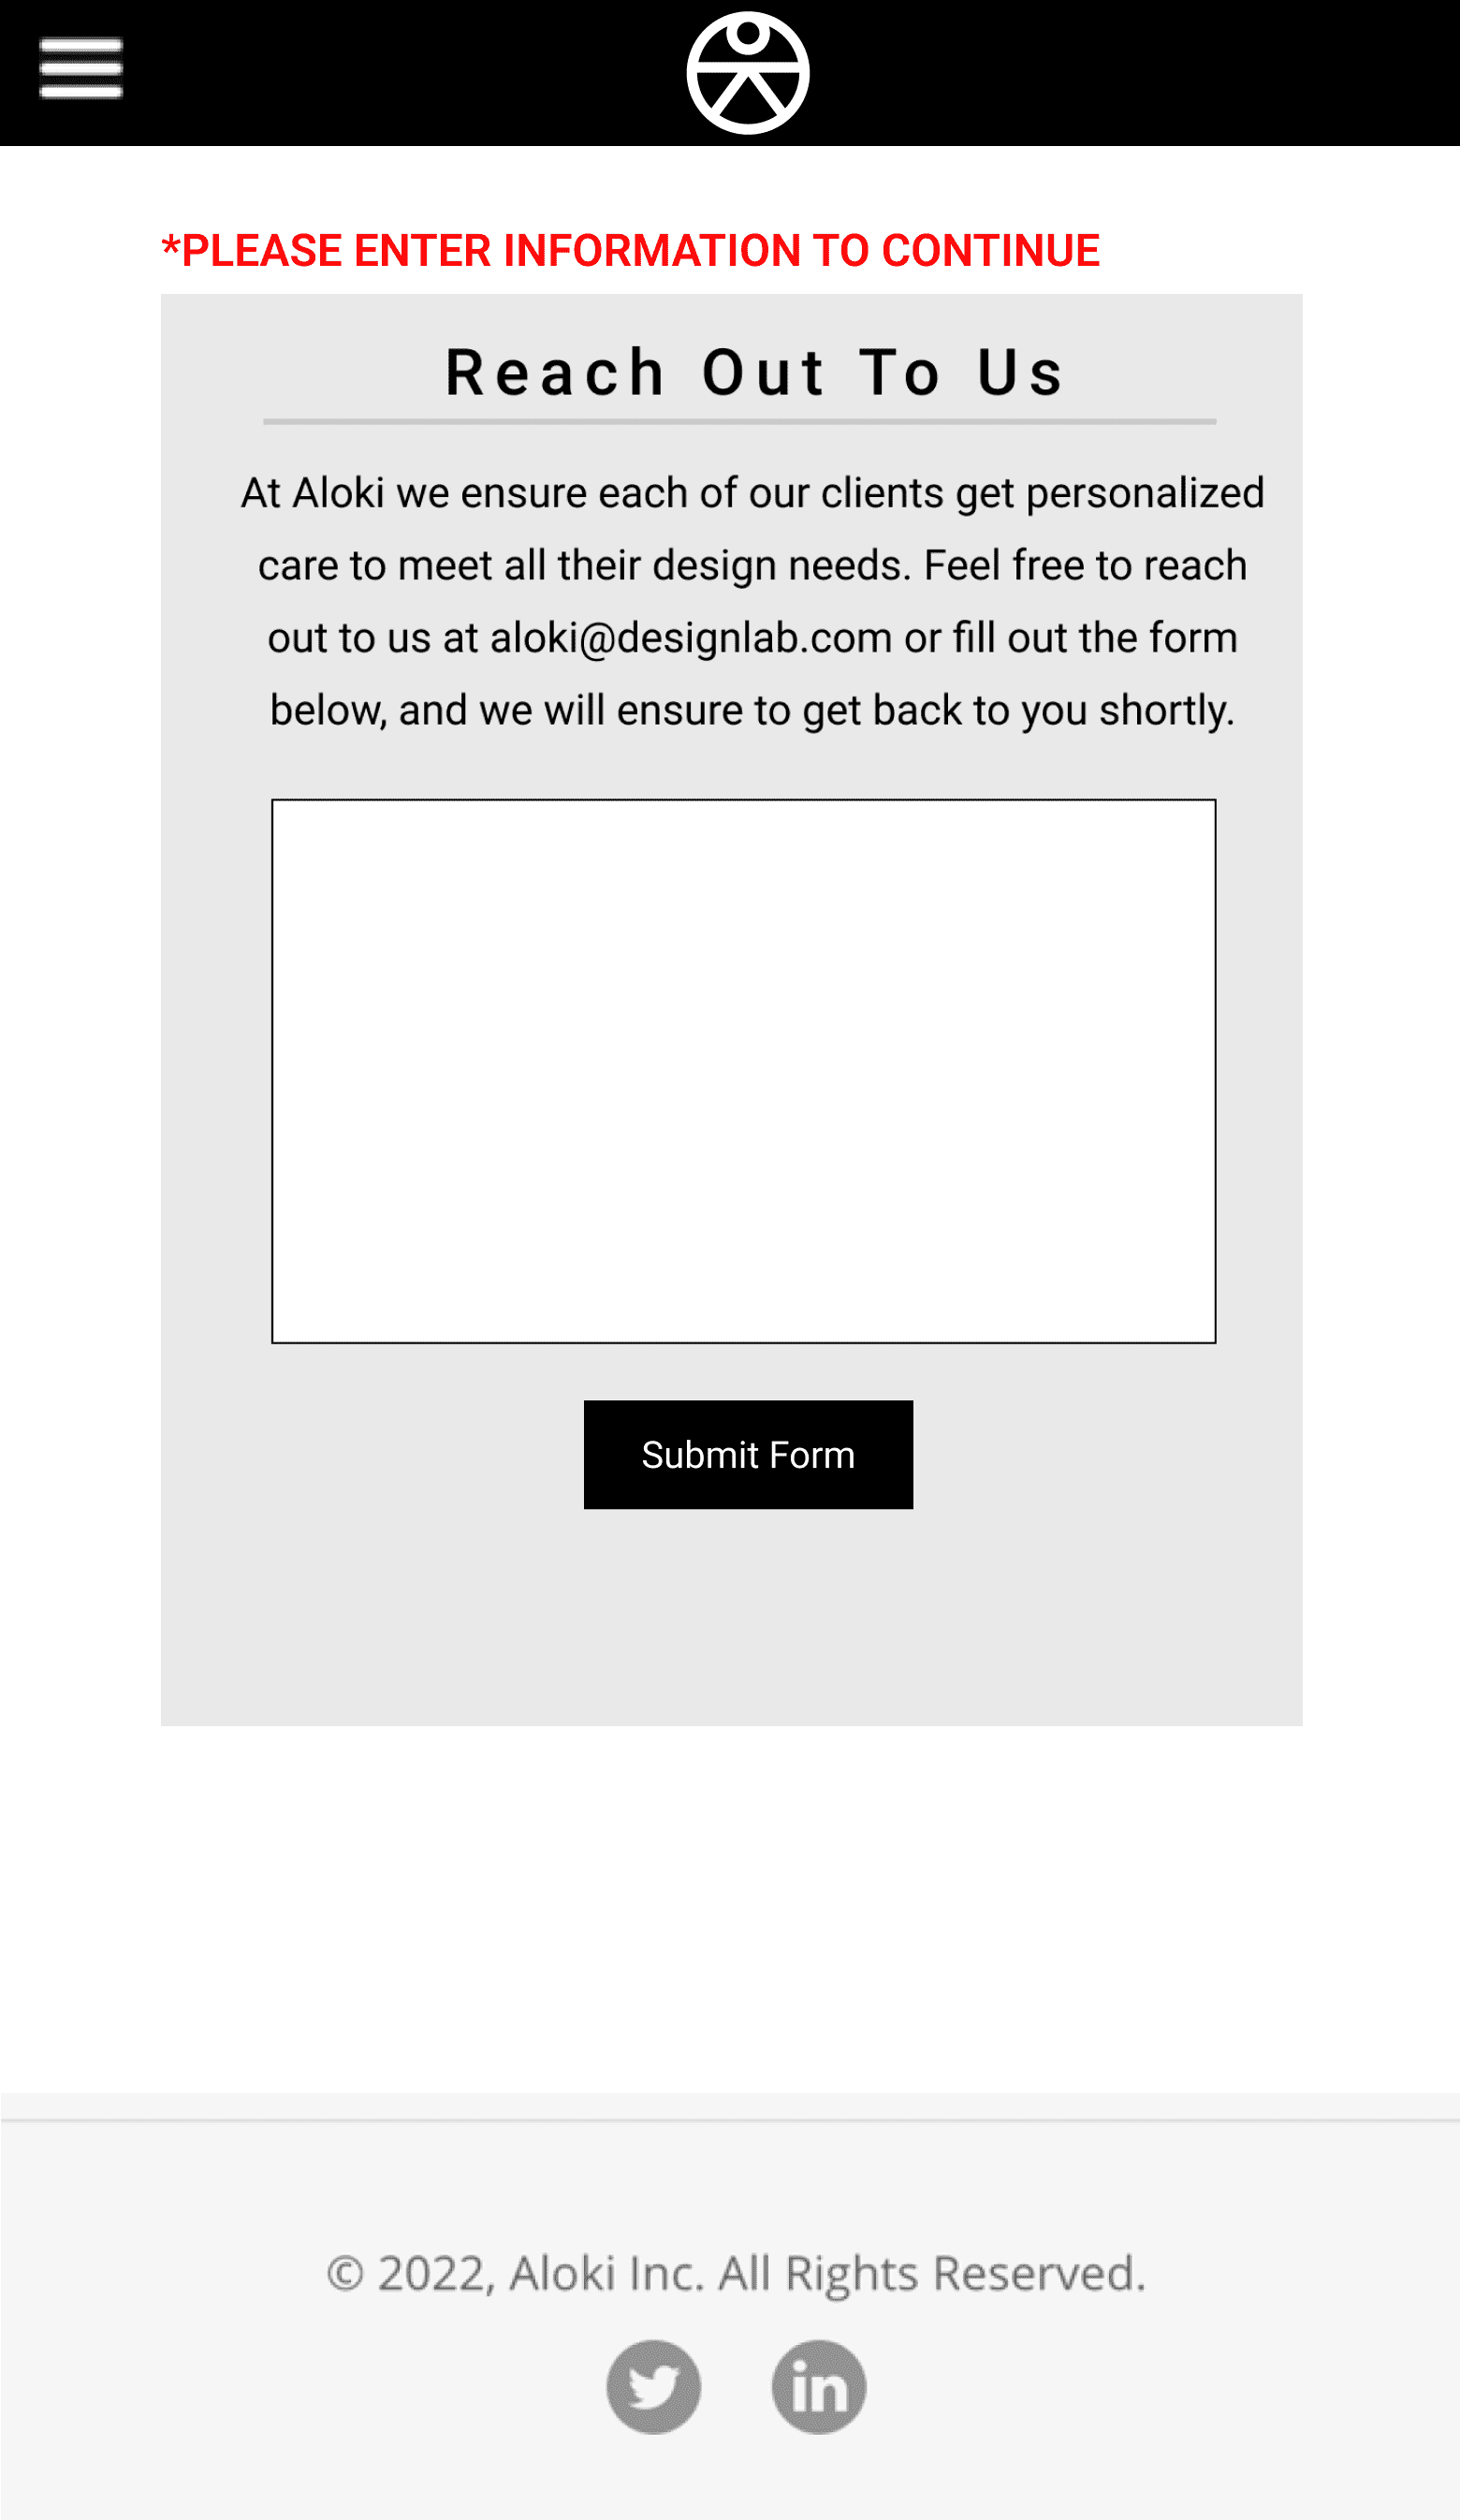 *PLEASE ENTER INFORMATION TO CONTINUE
Reach Out To Us
At Aloki we ensure each of our clients get personalized
care to meet all their design needs. Feel free to reach
out to us at aloki@designlab.com or fill out the form
below, and we will ensure to get back to you shortly.
Submit Form
© 2022, Aloki Inc. All Rights Reserved.
in